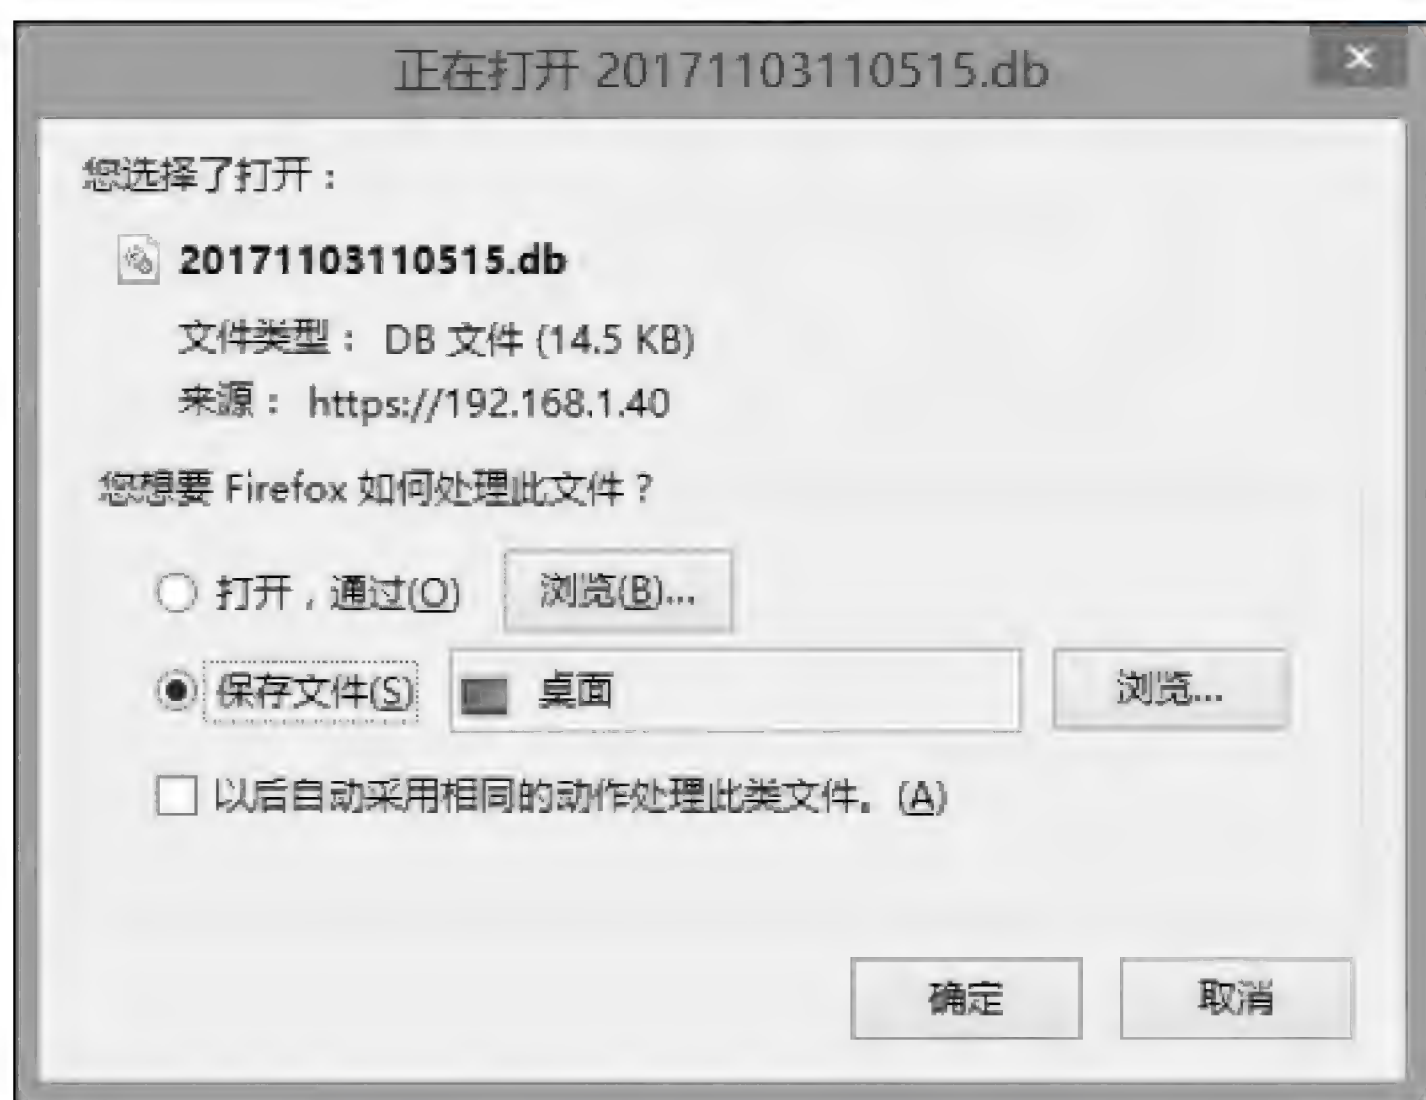 正在打开 20171103110515.db
您选择了打开：
20171103110515.db
文件类型： DB 文件 (14.5 KB)
来源： https://192.168.1.40
您想要 Firefox 如何处理此文件？
打开，通过(O) 浏览(B)...
保存文件(S) 桌面 浏览...
以后自动采用相同的动作处理此类文件。(A)
确定 取消